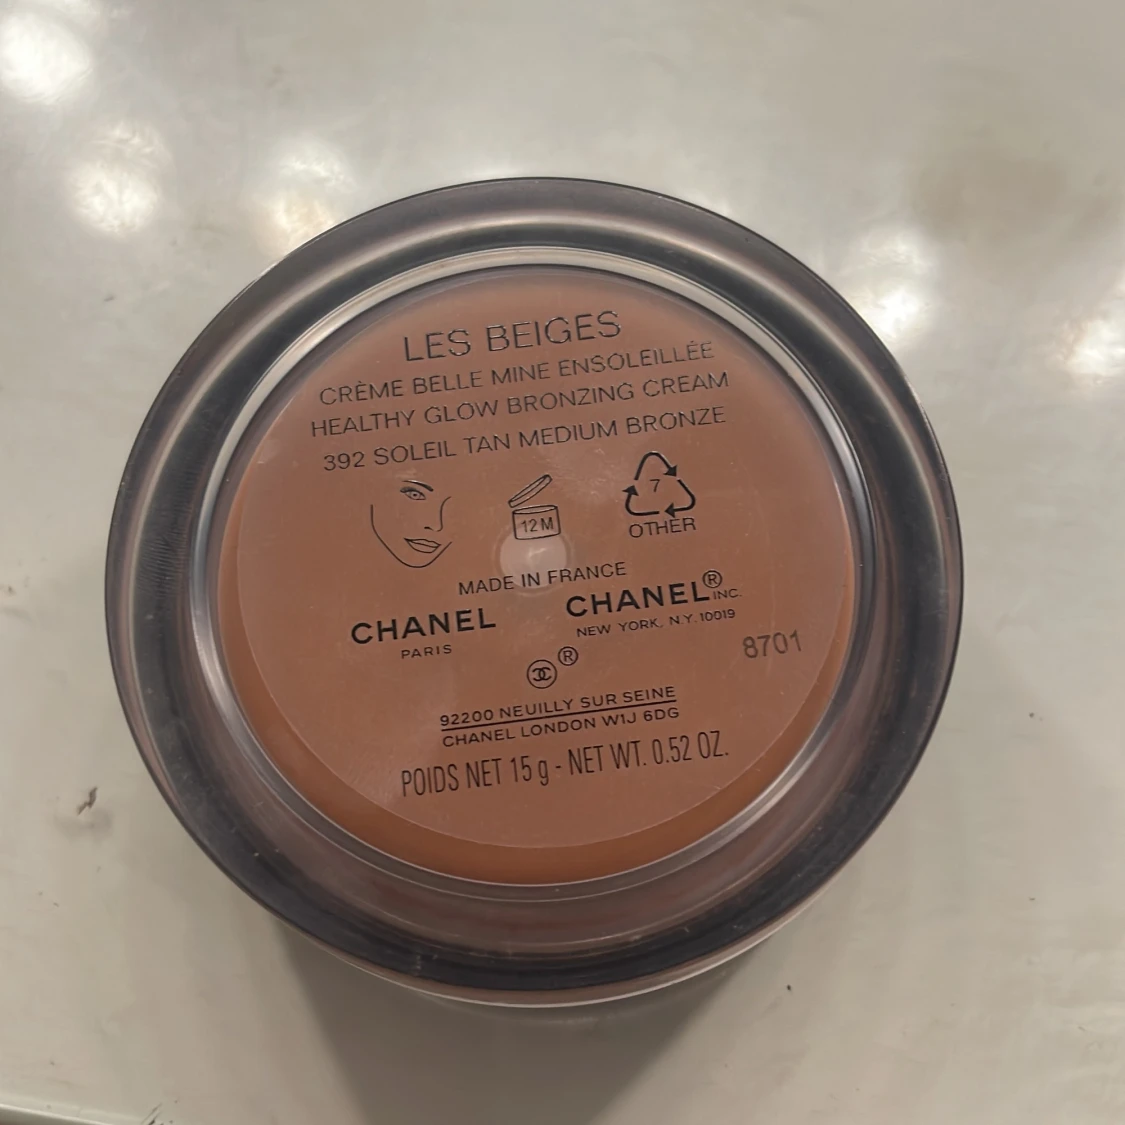 LES BEIGES
CRÈME BELLE MINE ENSOLEILLÉE
HEALTHY GLOW BRONZING CREAM
392 SOLEIL TAN MEDIUM BRONZE
12 M
7
OTHER
MADE IN FRANCE
CHANEL
PARIS
CHANEL® INC.
NEW YORK, N.Y. 10019
8701
®
92200 NEUILLY SUR SEINE
CHANEL LONDON W1J 6DG
POIDS NET 15 g - NET WT. 0.52 OZ.